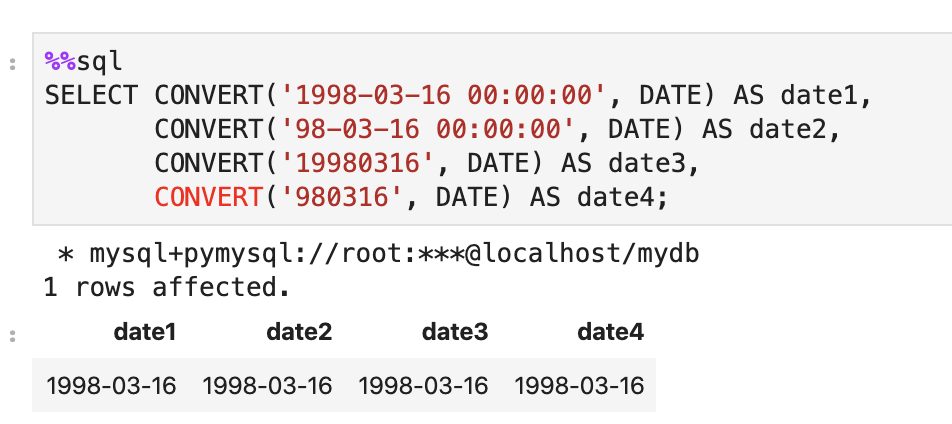 %%sql
SELECT CONVERT('1998-03-16 00:00:00', DATE) AS date1,
CONVERT('98-03-16 00:00:00', DATE) AS date2,
CONVERT('19980316', DATE) AS date3,
CONVERT('980316', DATE) AS date4;
* mysql+pymysql://root:***@localhost/mydb
1 rows affected.
date1 date2 date3 date4
1998-03-16 1998-03-16 1998-03-16 1998-03-16